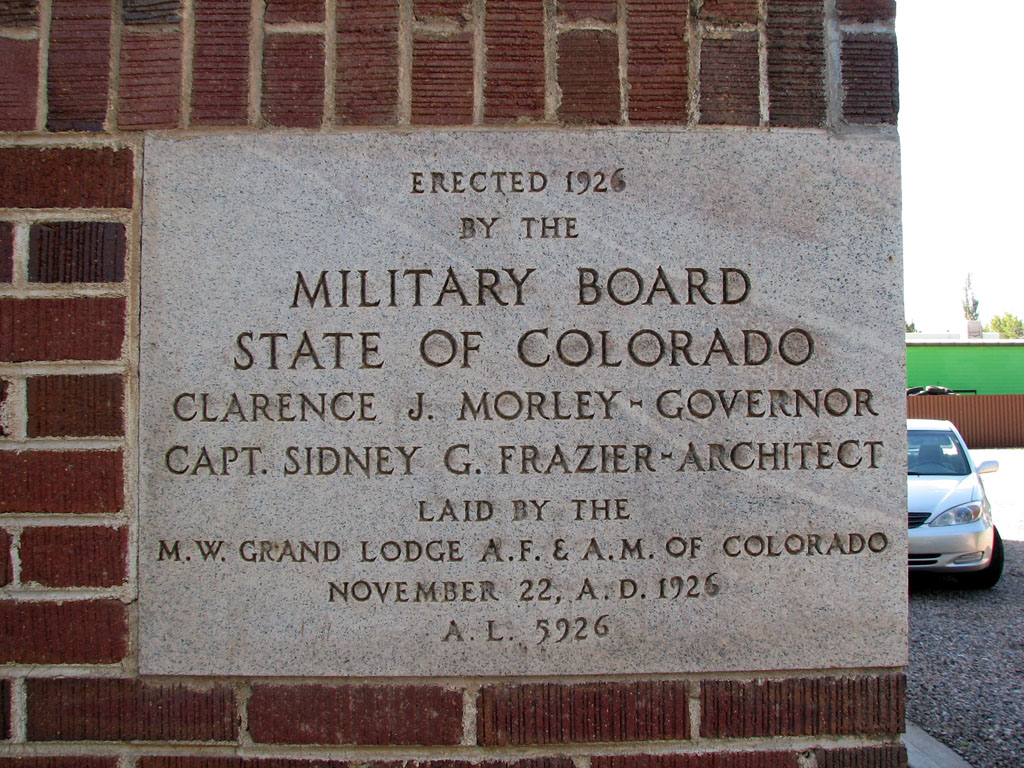 ERECTED 1926
BY THE
MILITARY BOARD
STATE OF COLORADO
CLARENCE J. MORLEY - GOVERNOR
CAPT. SIDNEY G. FRAZIER - ARCHITECT
LAID BY THE
M.W. GRAND LODGE A.F. & A.M. OF COLORADO
NOVEMBER 22, A.D. 1926
A.L. 5926